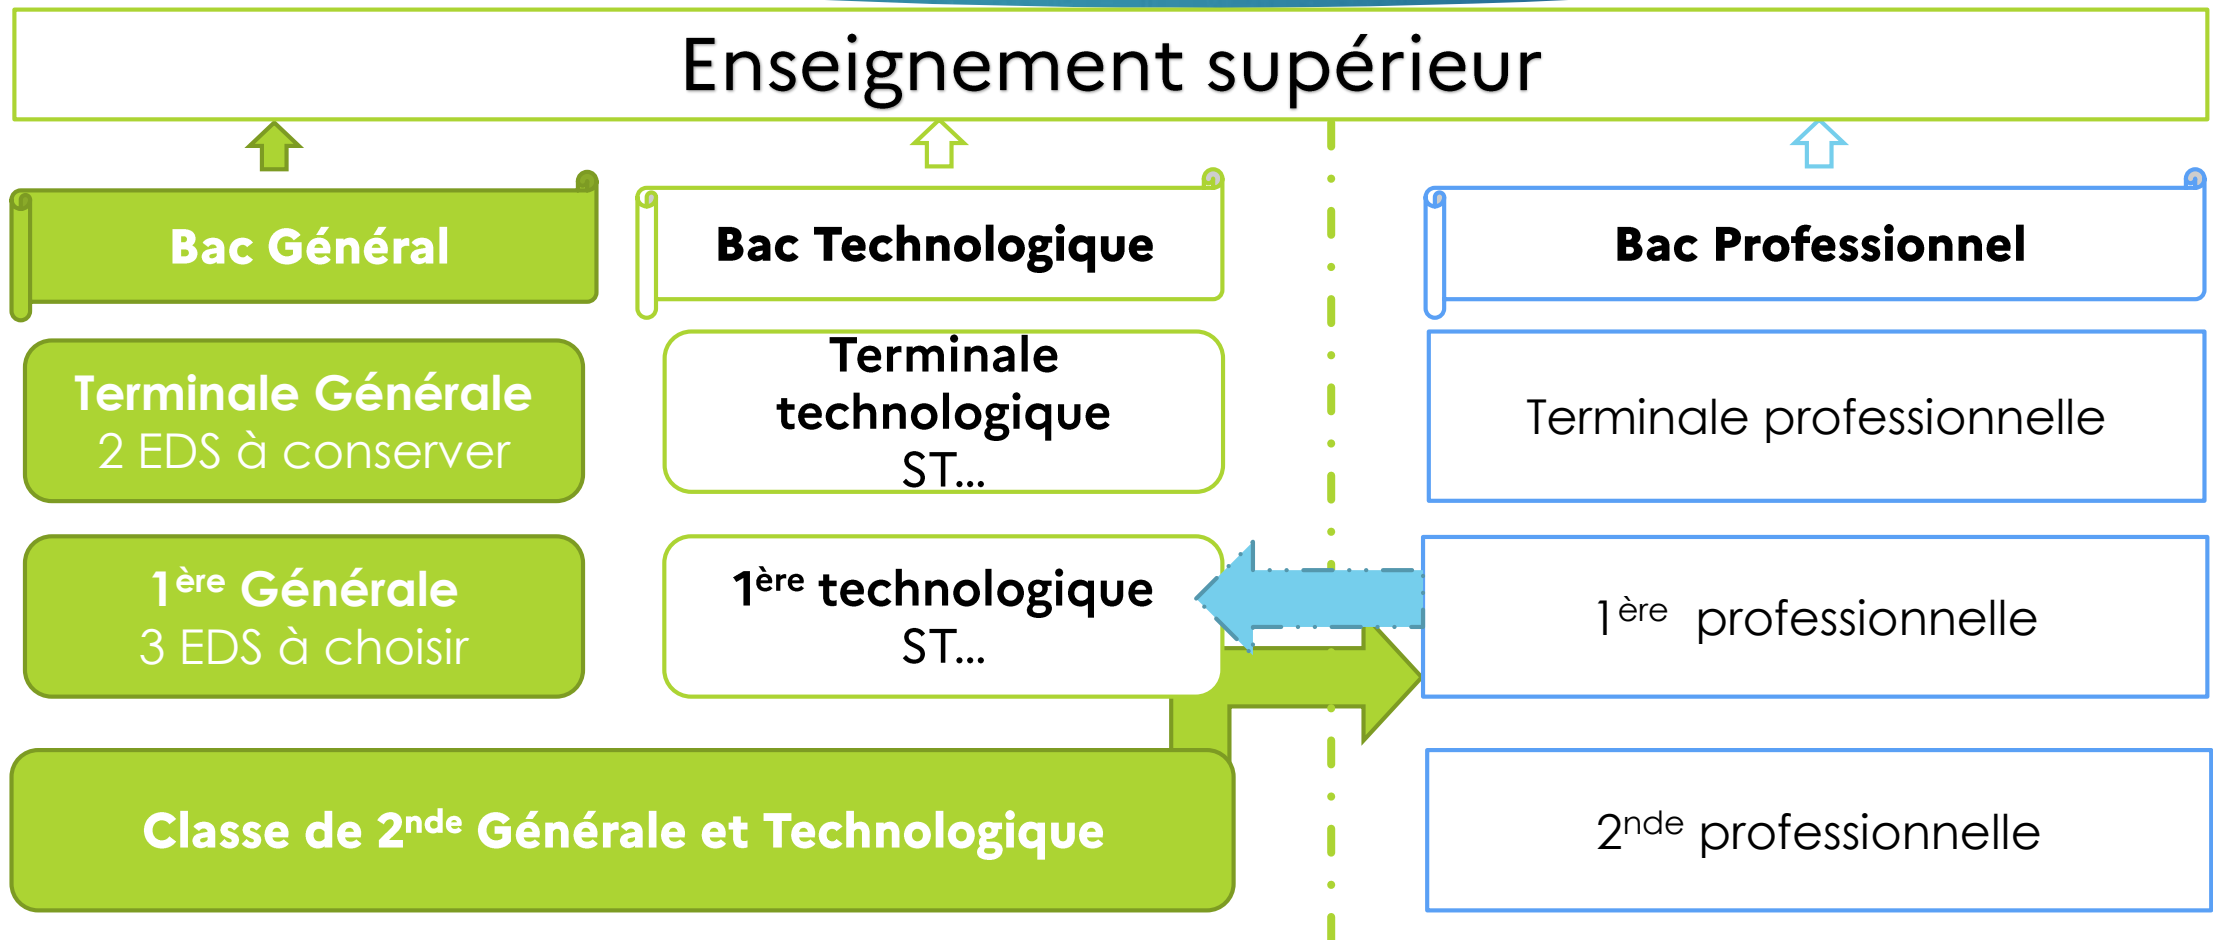 Enseignement supérieur
Bac Général
Bac Technologique
Bac Professionnel
Terminale Générale
2 EDS à conserver
Terminale
technologique
ST...
Terminale professionnelle
1ère Générale
3 EDS à choisir
1ère technologique
ST...
1ère professionnelle
Classe de 2nde Générale et Technologique
2nde professionnelle